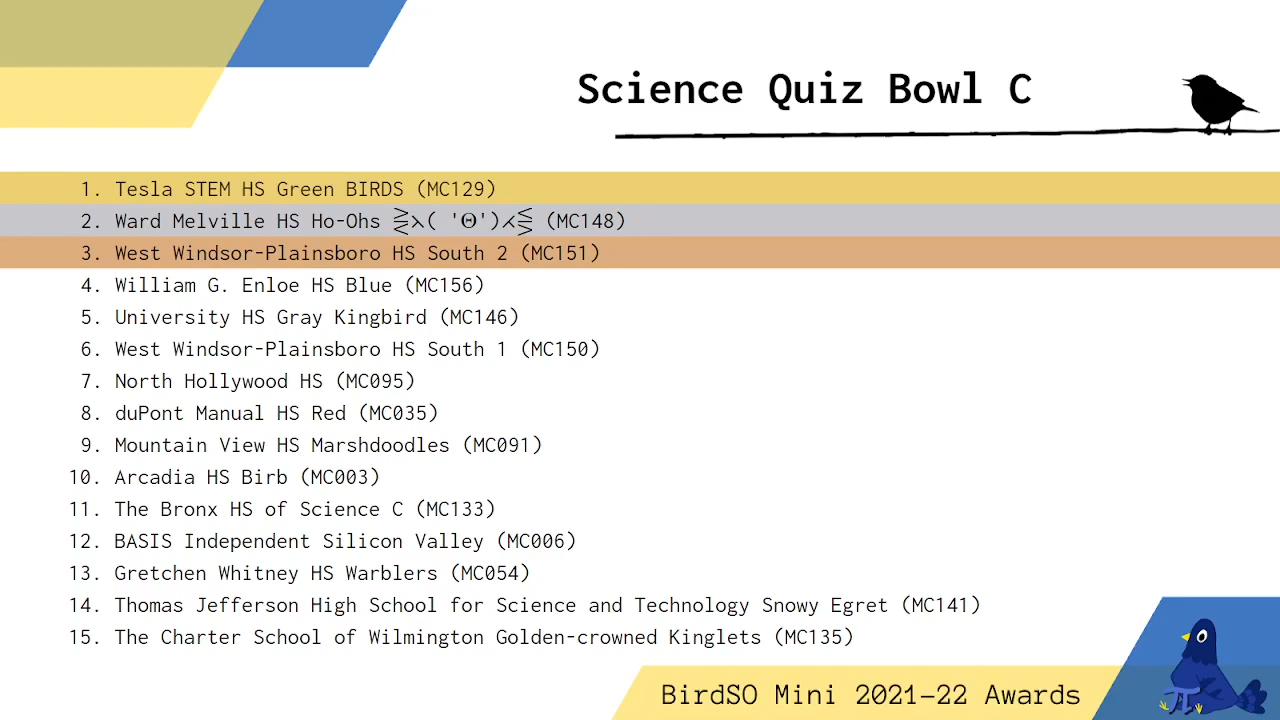 Science Quiz Bowl C
1. Tesla STEM HS Green BIRDS (MC129)
2. Ward Melville HS Ho-Ohs ⋛⋋( 'Θ')⋌⋚ (MC148)
3. West Windsor-Plainsboro HS South 2 (MC151)
4. William G. Enloe HS Blue (MC156)
5. University HS Gray Kingbird (MC146)
6. West Windsor-Plainsboro HS South 1 (MC150)
7. North Hollywood HS (MC095)
8. duPont Manual HS Red (MC035)
9. Mountain View HS Marshdoodles (MC091)
10. Arcadia HS Birb (MC003)
11. The Bronx HS of Science C (MC133)
12. BASIS Independent Silicon Valley (MC006)
13. Gretchen Whitney HS Warblers (MC054)
14. Thomas Jefferson High School for Science and Technology Snowy Egret (MC141)
15. The Charter School of Wilmington Golden-crowned Kinglets (MC135)
BirdSO Mini 2021–22 Awards